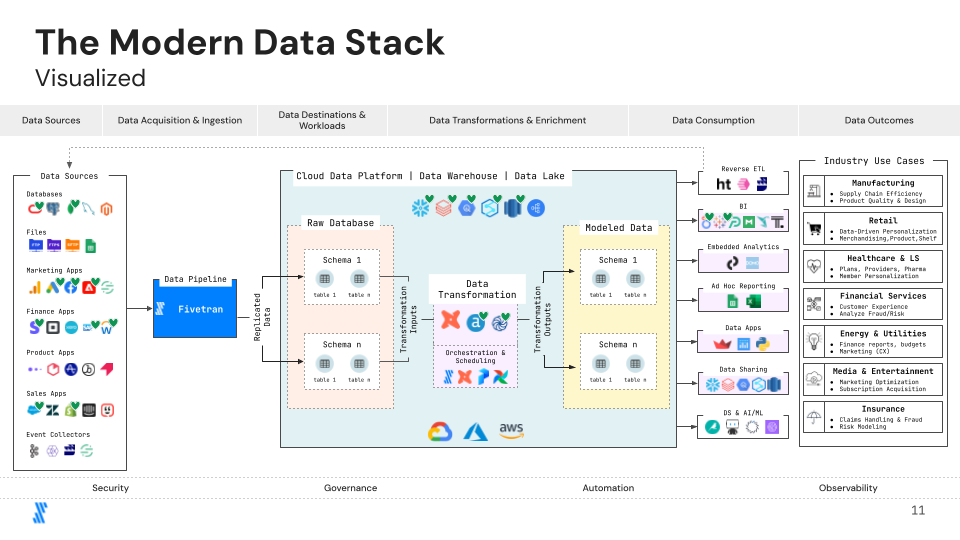 The Modern Data Stack
Visualized
Data Sources
Data Acquisition & Ingestion
Data Destinations &
Workloads
Data Transformations & Enrichment
Data Consumption
Data Outcomes
Data Sources
Databases
Files
FTP
FTPS
SFTP
Marketing Apps
Finance Apps
aws
Product Apps
Sales Apps
Event Collectors
Data Pipeline
Fivetran
Replicated
Data
Cloud Data Platform | Data Warehouse | Data Lake
Raw Database
Schema 1
table 1
table n
Schema n
table 1
table n
Transformation
Inputs
Data
Transformation
Orchestration &
Scheduling
Transformation
Outputs
Modeled Data
Schema 1
table 1
table n
Schema n
table 1
table n
aws
Reverse ETL
ht
BI
Embedded Analytics
Ad Hoc Reporting
Data Apps
Data Sharing
DS & AI/ML
Industry Use Cases
Manufacturing
● Supply Chain Efficiency
● Product Quality & Design
Retail
● Data-Driven Personalization
● Merchandising,Product,Shelf
Healthcare & LS
● Plans, Providers, Pharma
● Member Personalization
Financial Services
● Customer Experience
● Analyze Fraud/Risk
Energy & Utilities
● Finance reports, budgets
● Marketing (CX)
Media & Entertainment
● Marketing Optimization
● Subscription Acquisition
Insurance
● Claims Handling & Fraud
● Risk Modeling
Security
Governance
Automation
Observability
11